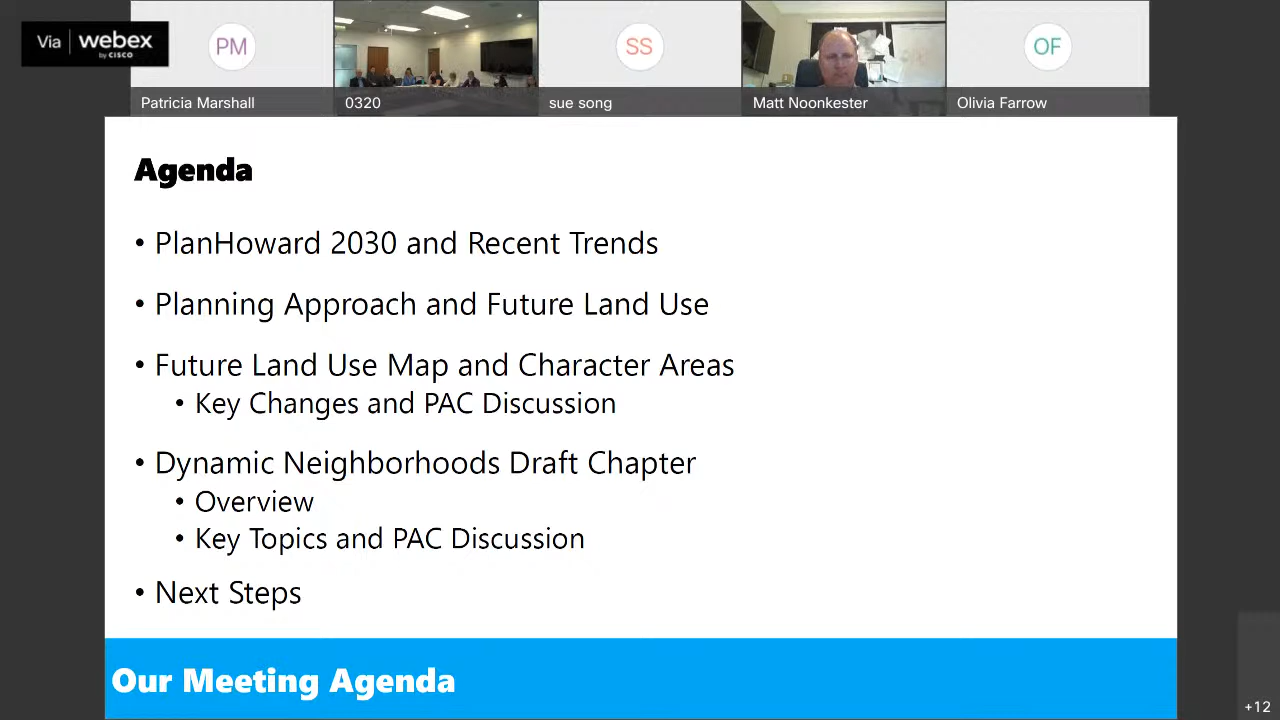 Via webex
by CISCO
PM
SS
OF
Patricia Marshall
0320
sue song
Matt Noonkester
Olivia Farrow
Agenda
• PlanHoward 2030 and Recent Trends
• Planning Approach and Future Land Use
• Future Land Use Map and Character Areas
• Key Changes and PAC Discussion
• Dynamic Neighborhoods Draft Chapter
• Overview
• Key Topics and PAC Discussion
• Next Steps
Our Meeting Agenda
+12